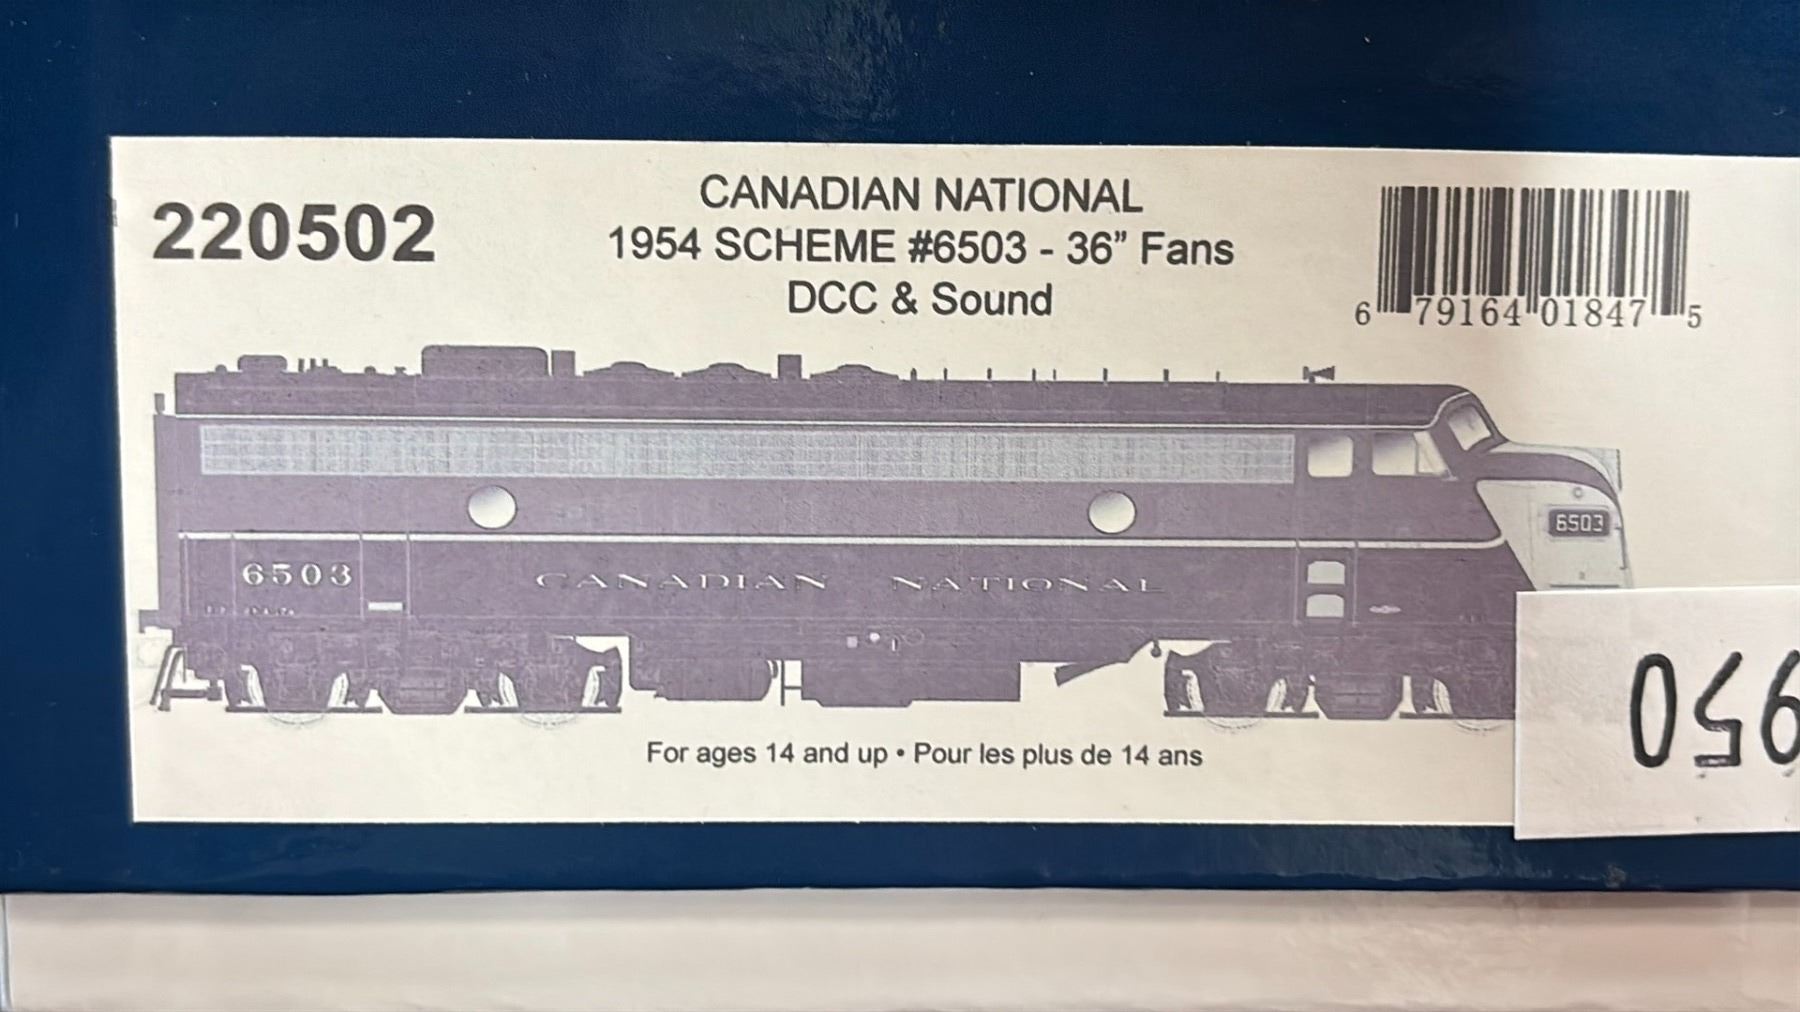 220502
CANADIAN NATIONAL
1954 SCHEME #6503 - 36” Fans
DCC & Sound
6 79164 01847 5
6503
6503
CANADIAN NATIONAL
For ages 14 and up • Pour les plus de 14 ans
950